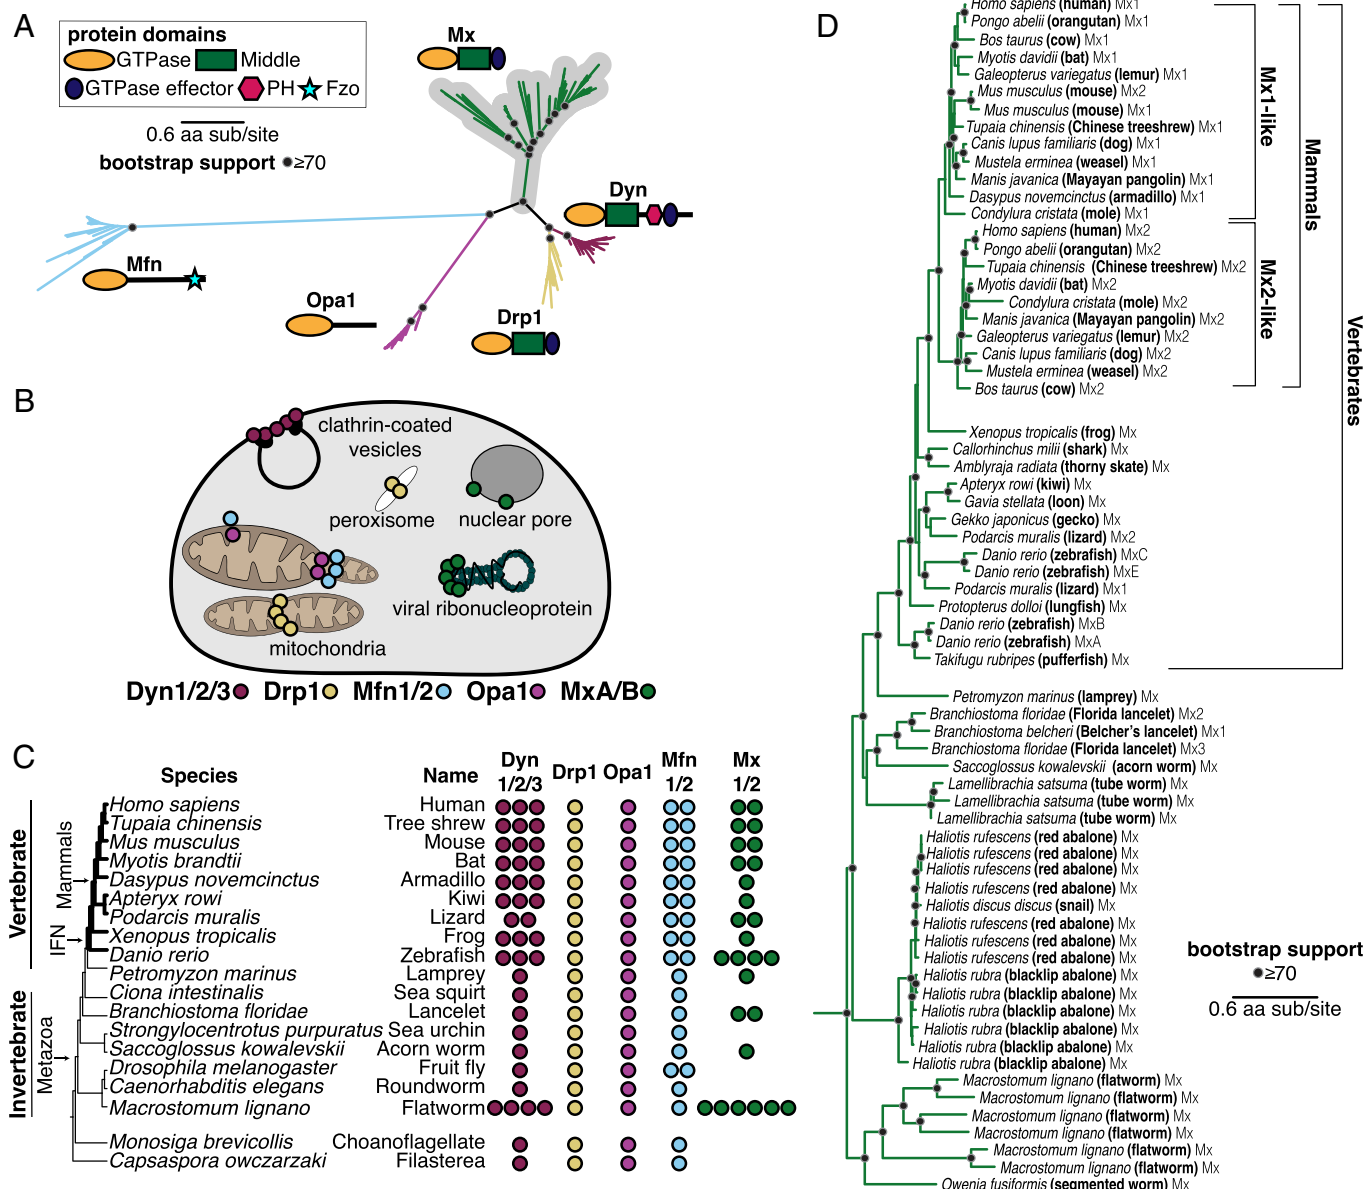 A
protein domains
GTPase Middle
GTPase effector PH Fzo
0.6 aa sub/site
bootstrap support ≥70
Mx
Dyn
Mfn
Opa1
Drp1
B
clathrin-coated
vesicles
peroxisome
nuclear pore
viral ribonucleoprotein
mitochondria
Dyn1/2/3 Drp1 Mfn1/2 Opa1 MxA/B
C
Species Name Dyn 1/2/3 Drp1 Opa1 Mfn 1/2 Mx 1/2
Vertebrate
Invertebrate
Mammals
IFN
Metazoa
Homo sapiens Human
Tupaia chinensis Tree shrew
Mus musculus Mouse
Myotis brandtii Bat
Dasypus novemcinctus Armadillo
Apteryx rowi Kiwi
Podarcis muralis Lizard
Xenopus tropicalis Frog
Danio rerio Zebrafish
Petromyzon marinus Lamprey
Ciona intestinalis Sea squirt
Branchiostoma floridae Lancelet
Strongylocentrotus purpuratus Sea urchin
Saccoglossus kowalevskii Acorn worm
Drosophila melanogaster Fruit fly
Caenorhabditis elegans Roundworm
Macrostomum lignano Flatworm
Monosiga brevicollis Choanoflagellate
Capsaspora owczarzaki Filasterea
D
Homo sapiens (human) Mx1
Pongo abelii (orangutan) Mx1
Bos taurus (cow) Mx1
Myotis davidii (bat) Mx1
Galeopterus variegatus (lemur) Mx1
Mus musculus (mouse) Mx2
Mus musculus (mouse) Mx1
Tupaia chinensis (Chinese treeshrew) Mx1
Canis lupus familiaris (dog) Mx1
Mustela erminea (weasel) Mx1
Manis javanica (Mayayan pangolin) Mx1
Dasypus novemcinctus (armadillo) Mx1
Condylura cristata (mole) Mx1
Homo sapiens (human) Mx2
Pongo abelii (orangutan) Mx2
Tupaia chinensis (Chinese treeshrew) Mx2
Myotis davidii (bat) Mx2
Condylura cristata (mole) Mx2
Manis javanica (Mayayan pangolin) Mx2
Galeopterus variegatus (lemur) Mx2
Canis lupus familiaris (dog) Mx2
Mustela erminea (weasel) Mx2
Bos taurus (cow) Mx2
Xenopus tropicalis (frog) Mx
Callorhinchus milii (shark) Mx
Amblyraja radiata (thorny skate) Mx
Apteryx rowi (kiwi) Mx
Gavia stellata (loon) Mx
Gekko japonicus (gecko) Mx
Podarcis muralis (lizard) Mx2
Danio rerio (zebrafish) MxC
Danio rerio (zebrafish) MxE
Podarcis muralis (lizard) Mx1
Protopterus dolloi (lungfish) Mx
Danio rerio (zebrafish) MxB
Danio rerio (zebrafish) MxA
Takifugu rubripes (pufferfish) Mx
Petromyzon marinus (lamprey) Mx
Branchiostoma floridae (Florida lancelet) Mx2
Branchiostoma belcheri (Belcher's lancelet) Mx1
Branchiostoma floridae (Florida lancelet) Mx3
Saccoglossus kowalevskii (acorn worm) Mx
Lamellibrachia satsuma (tube worm) Mx
Lamellibrachia satsuma (tube worm) Mx
Lamellibrachia satsuma (tube worm) Mx
Haliotis rufescens (red abalone) Mx
Haliotis rufescens (red abalone) Mx
Haliotis rufescens (red abalone) Mx
Haliotis rufescens (red abalone) Mx
Haliotis discus discus (snail) Mx
Haliotis rufescens (red abalone) Mx
Haliotis rufescens (red abalone) Mx
Haliotis rufescens (red abalone) Mx
Haliotis rubra (blacklip abalone) Mx
Haliotis rubra (blacklip abalone) Mx
Haliotis rubra (blacklip abalone) Mx
Haliotis rubra (blacklip abalone) Mx
Haliotis rubra (blacklip abalone) Mx
Haliotis rubra (blacklip abalone) Mx
Macrostomum lignano (flatworm) Mx
Macrostomum lignano (flatworm) Mx
Macrostomum lignano (flatworm) Mx
Macrostomum lignano (flatworm) Mx
Macrostomum lignano (flatworm) Mx
Macrostomum lignano (flatworm) Mx
Owenia fusiformis (segmented worm) Mx
Mx1-like
Mx2-like
Mammals
Vertebrates
bootstrap support
≥70
0.6 aa sub/site